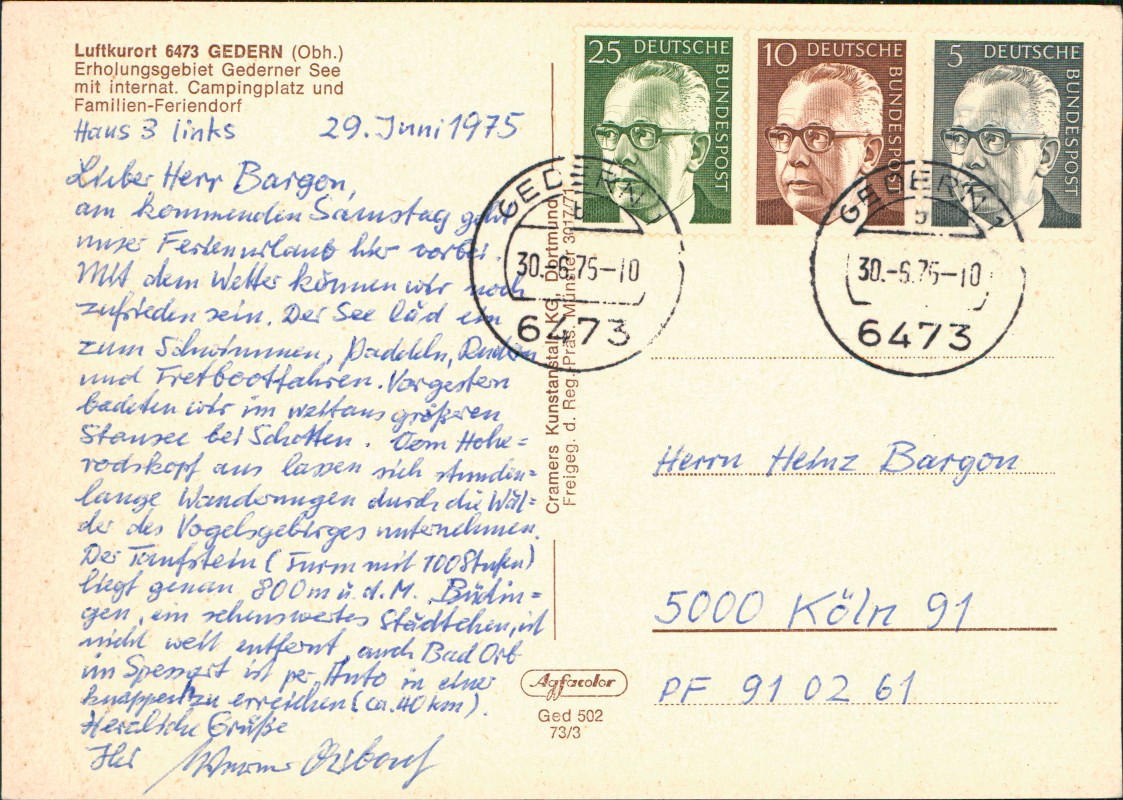 Luftkurort 6473 GEDERN (Obh.)
Erholungsgebiet Gederner See
mit internat. Campingplatz und
Familien-Feriendorf
Haus 3 links 29. Juni 1975
Lieber Herr Bargon,
am kommenden Samstag geht
unser Ferienurlaub hier vorbei.
Mit dem Wetter können wir noch
zufrieden sein. Der See läd ein
zum Schwimmen, Paddeln, Rudern
und Tretbootfahren. Vorgestern
badeten wir im weitaus größeren
Stausee bei Schotten. Vom Hohe=
rodskopf aus lassen sich stunden=
lange Wanderungen durch die Wäl=
der des Vogelsgebirges unternehmen.
Der Taufstein (Turm mit 100 Stufen)
liegt genau 800 m ü. d. M. Büdin=
gen, ein sehenswertes Städtchen, ist
nicht weit entfernt, auch Bad Orb
im Spessart ist per Auto in einer
knappen zu erreichen (ca. 40 km).
Herzliche Grüße
Ihr Werner
Cramers Kunstanstalt KG, Dortmund
Freigeg. d. Reg.-Präs. Münster 3017/71
Agfacolor
Ged 502
73/3
25 DEUTSCHE BUNDESPOST
10 DEUTSCHE BUNDESPOST
5 DEUTSCHE BUNDESPOST
GEDERN 1
b
30.-6.75-10
6473
GEDERN 1
b
30.-6.75-10
6473
Herrn Heinz Bargon
5000 Köln 91
PF 91 02 61